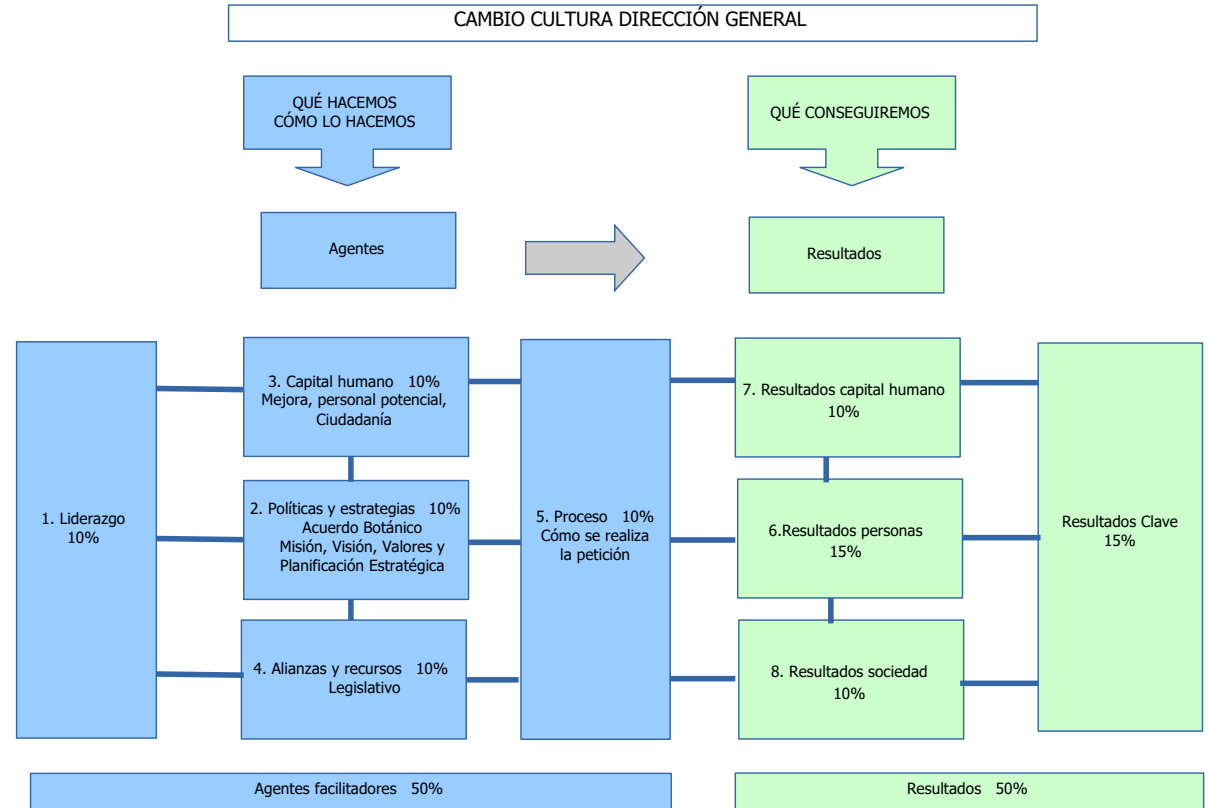 CAMBIO CULTURA DIRECCIÓN GENERAL
QUÉ HACEMOS
CÓMO LO HACEMOS
QUÉ CONSEGUIREMOS
Agentes
Resultados
1. Liderazgo
10%
3. Capital humano 10%
Mejora, personal potencial,
Ciudadanía
2. Políticas y estrategias 10%
Acuerdo Botánico
Misión, Visión, Valores y
Planificación Estratégica
4. Alianzas y recursos 10%
Legislativo
5. Proceso 10%
Cómo se realiza
la petición
7. Resultados capital humano
10%
6.Resultados personas
15%
8. Resultados sociedad
10%
Resultados Clave
15%
Agentes facilitadores 50%
Resultados 50%